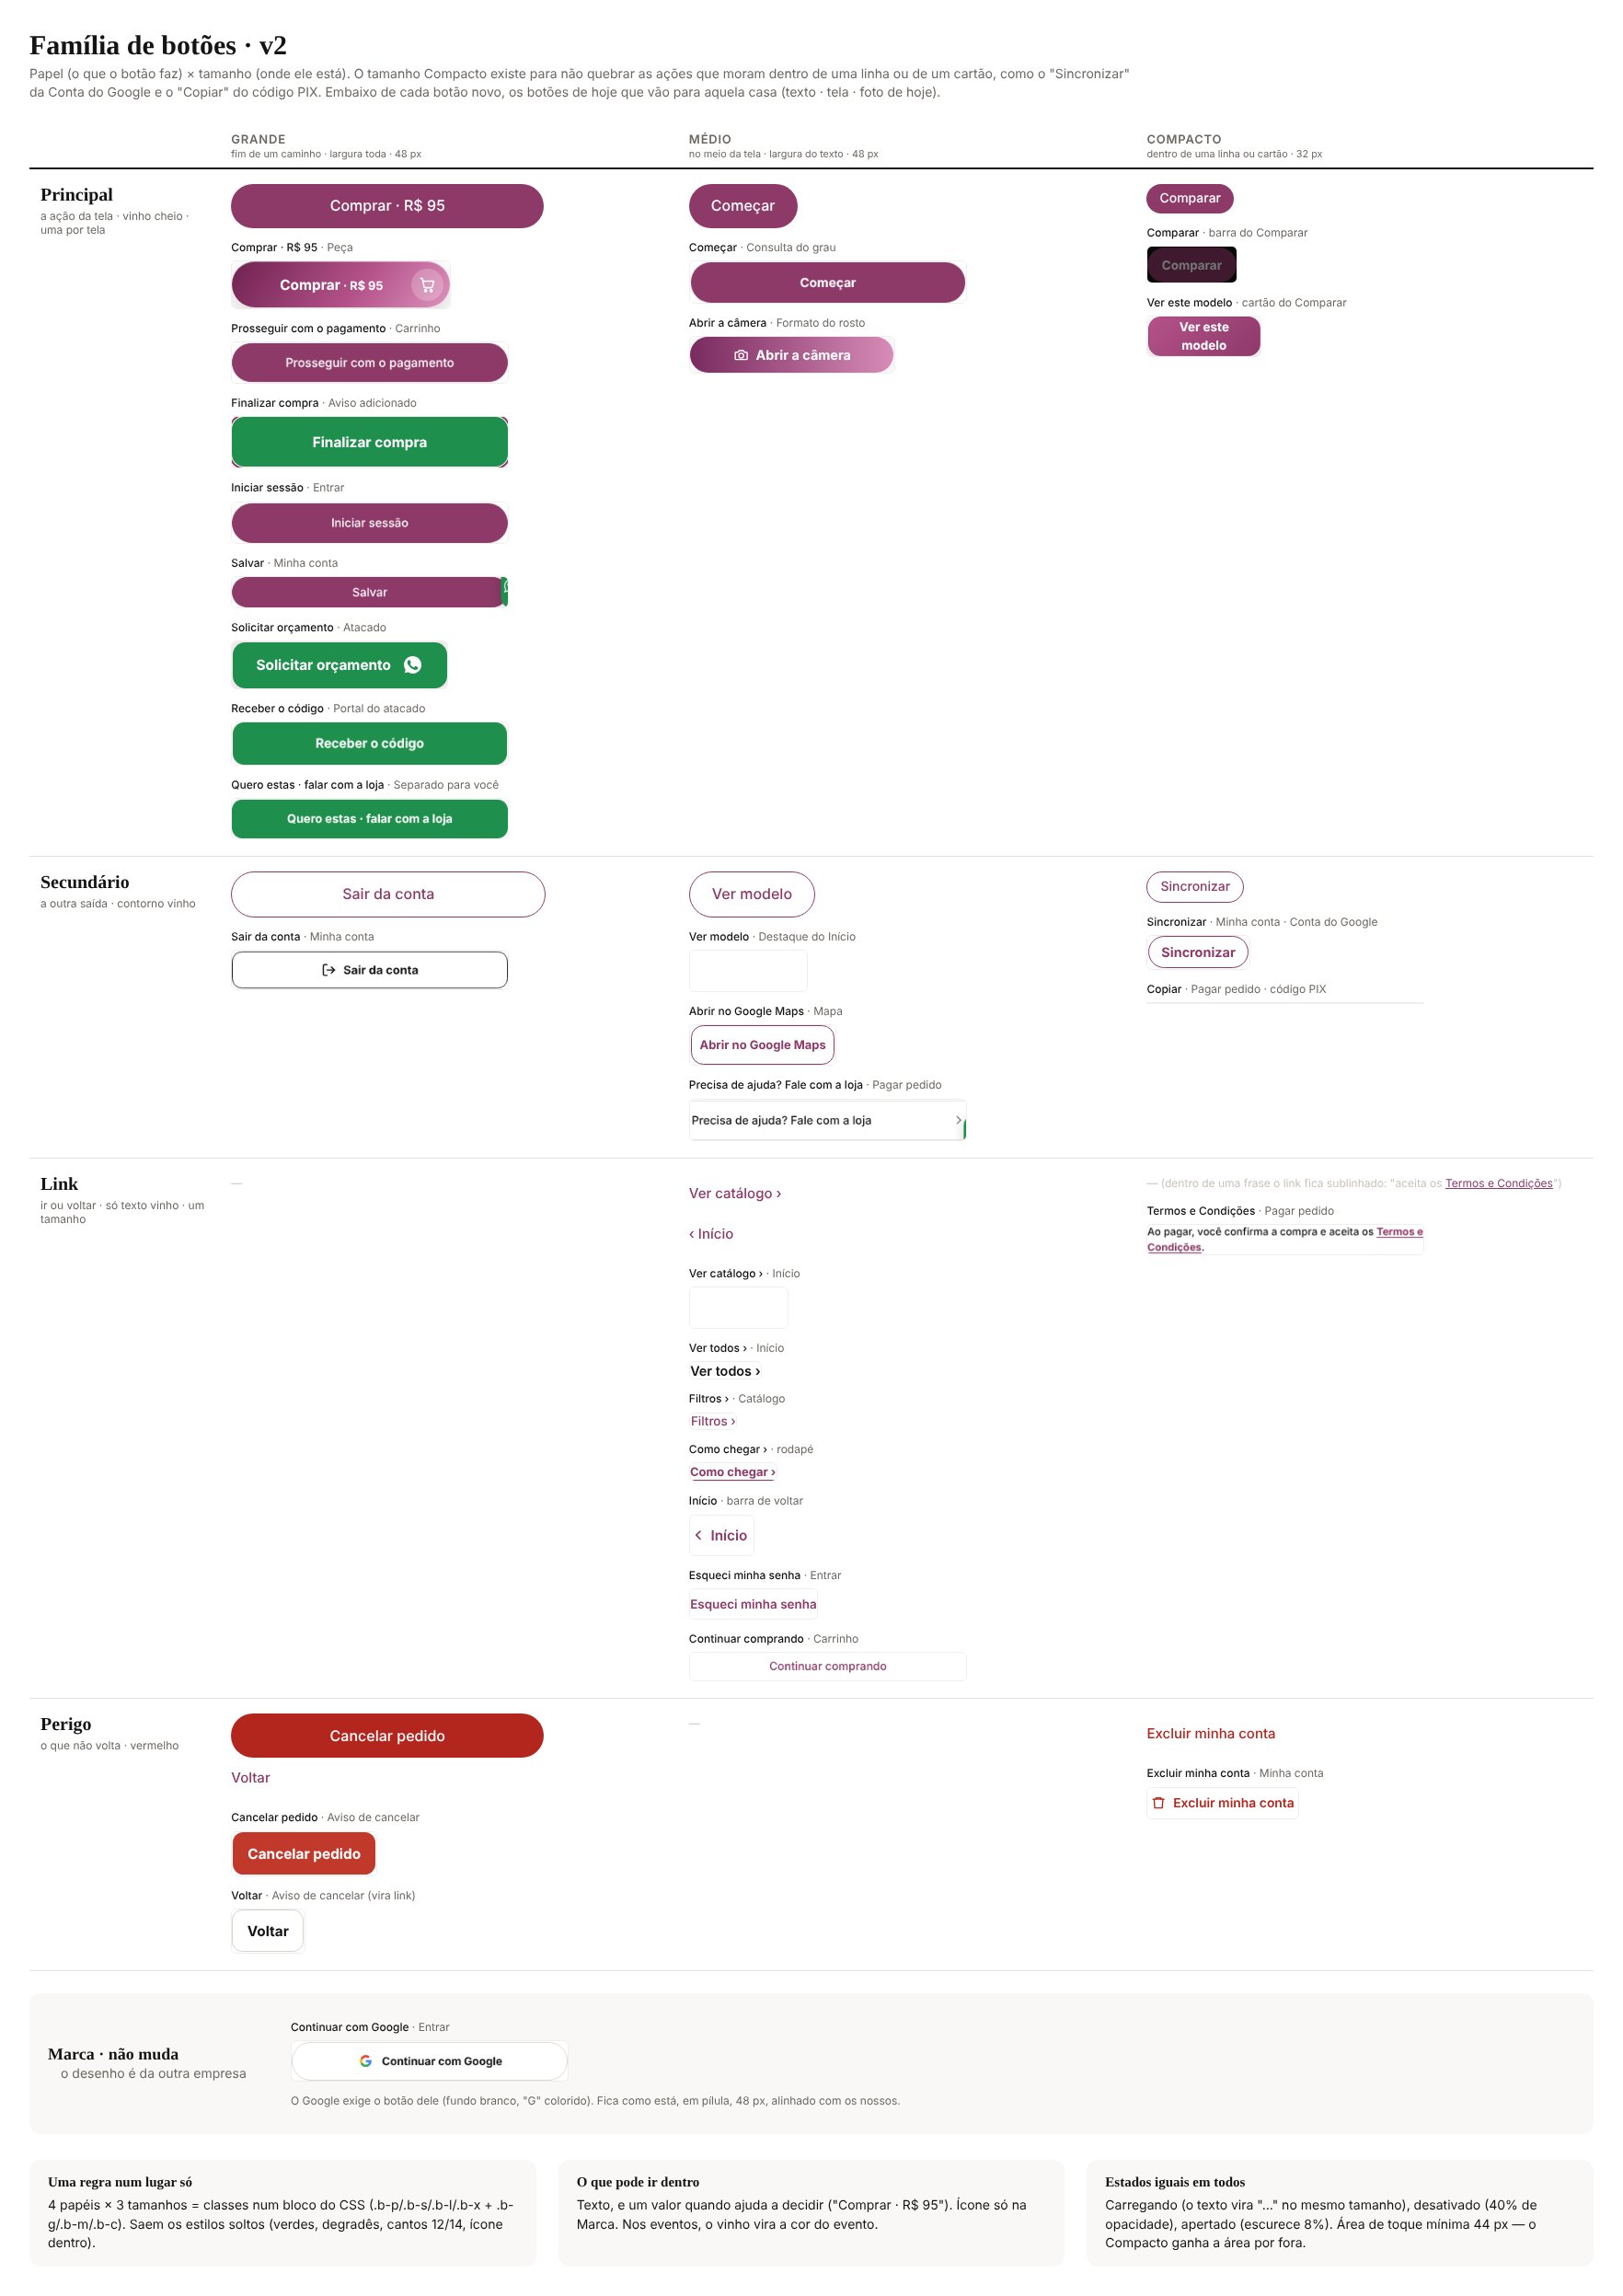 Família de botões · v2
Papel (o que o botão faz) × tamanho (onde ele está). O tamanho Compacto existe para não quebrar as ações que moram dentro de uma linha ou de um cartão, como o "Sincronizar"
da Conta do Google e o "Copiar" do código PIX. Embaixo de cada botão novo, os botões de hoje que vão para aquela casa (texto · tela · foto de hoje).
GRANDE
fim de um caminho · largura toda · 48 px
MÉDIO
no meio da tela · largura do texto · 48 px
COMPACTO
dentro de uma linha ou cartão · 32 px
Principal
a ação da tela · vinho cheio ·
uma por tela
Comprar · R$ 95
Comprar · R$ 95 · Peça
Comprar · R$ 95
Prosseguir com o pagamento · Carrinho
Prosseguir com o pagamento
Finalizar compra · Aviso adicionado
Finalizar compra
Iniciar sessão · Entrar
Iniciar sessão
Salvar · Minha conta
Salvar
Solicitar orçamento · Atacado
Solicitar orçamento
Receber o código · Portal do atacado
Receber o código
Quero estas · falar com a loja · Separado para você
Quero estas · falar com a loja
Começar
Começar · Consulta do grau
Começar
Abrir a câmera · Formato do rosto
Abrir a câmera
Comparar
Comparar · barra do Comparar
Comparar
Ver este modelo · cartão do Comparar
Ver este
modelo
Secundário
a outra saída · contorno vinho
Sair da conta
Sair da conta · Minha conta
Sair da conta
Ver modelo
Ver modelo · Destaque do Início
Abrir no Google Maps · Mapa
Abrir no Google Maps
Precisa de ajuda? Fale com a loja · Pagar pedido
Precisa de ajuda? Fale com a loja ›
Sincronizar
Sincronizar · Minha conta · Conta do Google
Sincronizar
Copiar · Pagar pedido · código PIX
Link
ir ou voltar · só texto vinho · um
tamanho
—
Ver catálogo ›
‹ Início
Ver catálogo › · Início
Ver todos › · Início
Ver todos ›
Filtros › · Catálogo
Filtros ›
Como chegar › · rodapé
Como chegar ›
Início · barra de voltar
‹ Início
Esqueci minha senha · Entrar
Esqueci minha senha
Continuar comprando · Carrinho
Continuar comprando
— (dentro de uma frase o link fica sublinhado: "aceita os Termos e Condições")
Termos e Condições · Pagar pedido
Ao pagar, você confirma a compra e aceita os Termos e
Condições.
Perigo
o que não volta · vermelho
Cancelar pedido
Voltar
Cancelar pedido · Aviso de cancelar
Cancelar pedido
Voltar · Aviso de cancelar (vira link)
Voltar
—
Excluir minha conta
Excluir minha conta · Minha conta
Excluir minha conta
Marca · não muda
o desenho é da outra empresa
Continuar com Google · Entrar
Continuar com Google
O Google exige o botão dele (fundo branco, "G" colorido). Fica como está, em pílula, 48 px, alinhado com os nossos.
Uma regra num lugar só
4 papéis × 3 tamanhos = classes num bloco do CSS (.b-p/.b-s/.b-l/.b-x + .b-
g/.b-m/.b-c). Saem os estilos soltos (verdes, degradês, cantos 12/14, ícone
dentro).
O que pode ir dentro
Texto, e um valor quando ajuda a decidir ("Comprar · R$ 95"). Ícone só na
Marca. Nos eventos, o vinho vira a cor do evento.
Estados iguais em todos
Carregando (o texto vira "..." no mesmo tamanho), desativado (40% de
opacidade), apertado (escurece 8%). Área de toque mínima 44 px — o
Compacto ganha a área por fora.